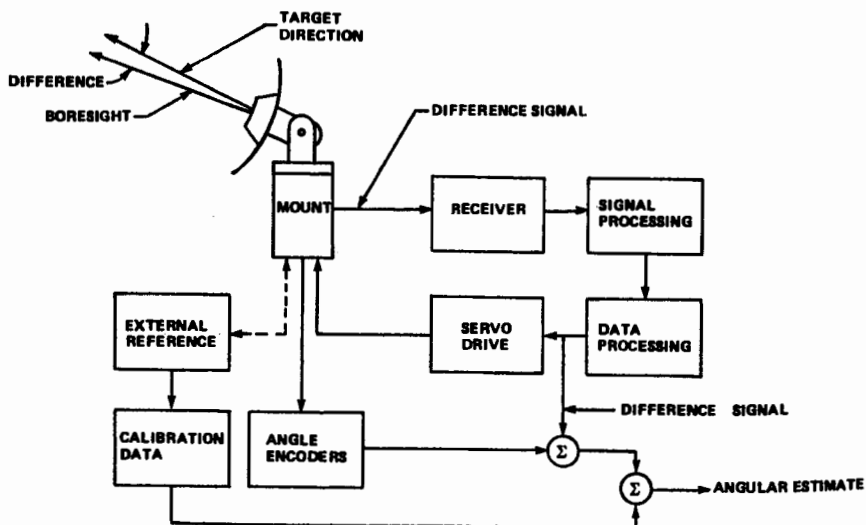 TARGET
DIRECTION
DIFFERENCE
BORESIGHT
DIFFERENCE SIGNAL
MOUNT
RECEIVER
SIGNAL
PROCESSING
EXTERNAL
REFERENCE
SERVO
DRIVE
DATA
PROCESSING
DIFFERENCE SIGNAL
CALIBRATION
DATA
ANGLE
ENCODERS
Σ
Σ
ANGULAR ESTIMATE